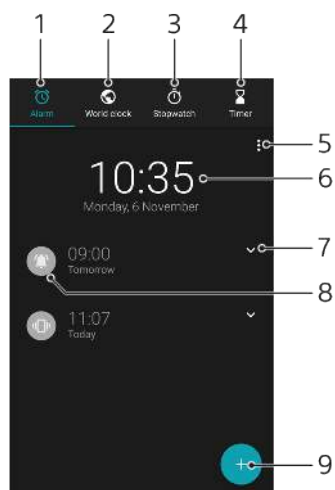 1 2 3 4
Alarm World clock Stopwatch Timer
5
10:35 6
Monday, 6 November
7
09:00
Tomorrow
8
11:07
Today
9